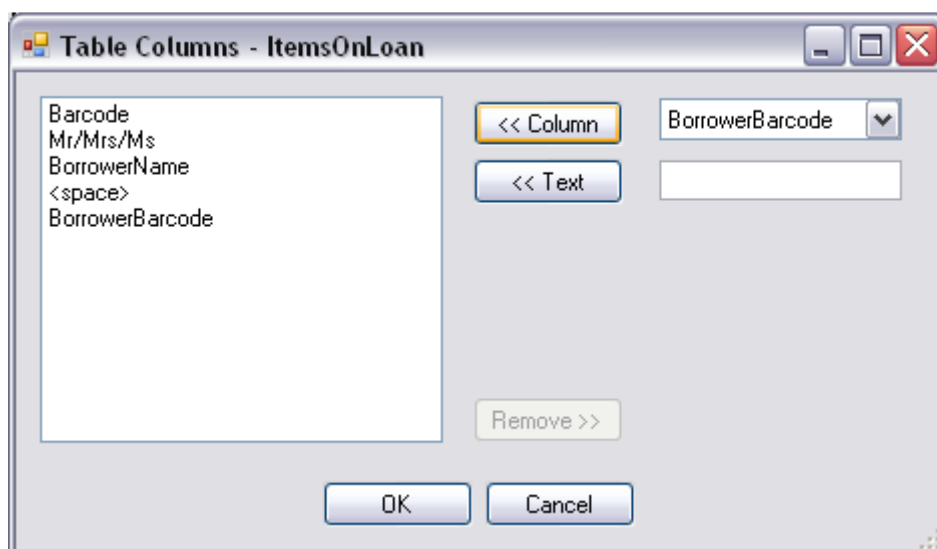 Table Columns - ItemsOnLoan
Barcode
Mr/Mrs/Ms
BorrowerName
<space>
BorrowerBarcode
<< Column
BorrowerBarcode
<< Text
Remove >>
OK
Cancel